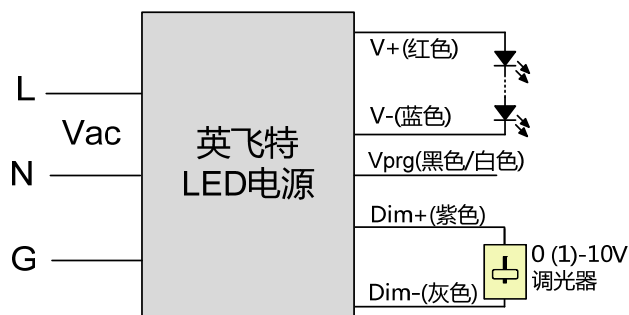 L
Vac
N
G
英飞特
LED电源
V+(红色)
V-(蓝色)
Vprg(黑色/白色)
Dim+(紫色)
Dim-(灰色)
0 (1)-10V
调光器